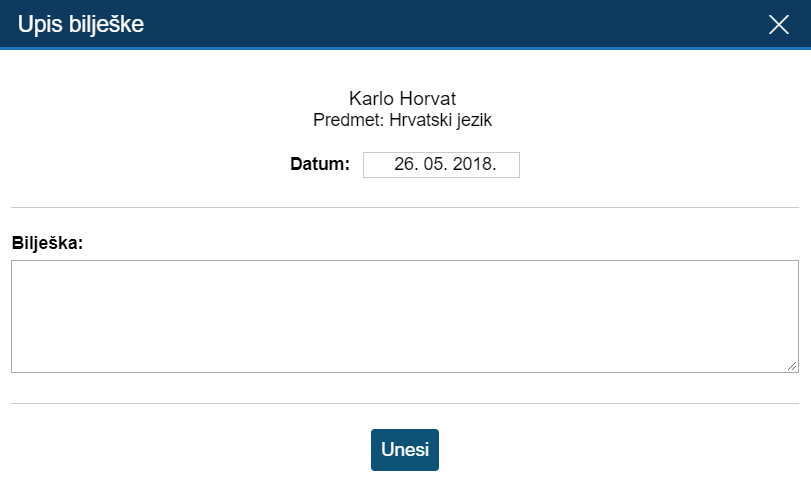 Upis bilješke
Karlo Horvat
Predmet: Hrvatski jezik
Datum: 26. 05. 2018.
Bilješka:
Unesi